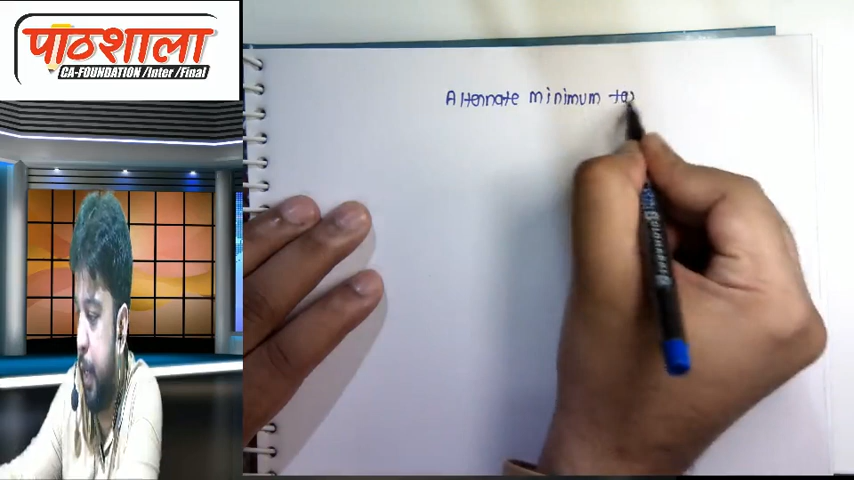 पाठशाला
CA-FOUNDATION /Inter /Final
Alternate minimum tax